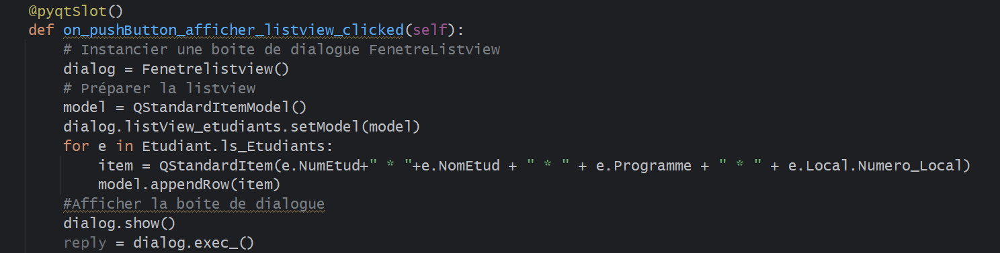 @pyqtSlot()
def on_pushButton_afficher_listview_clicked(self):
# Instancier une boite de dialogue FenetreListview
dialog = Fenetrelistview()
# Préparer la listview
model = QStandardItemModel()
dialog.listView_etudiants.setModel(model)
for e in Etudiant.ls_Etudiants:
item = QStandardItem(e.NumEtud+" * "+e.NomEtud + " * " + e.Programme + " * " + e.Local.Numero_Local)
model.appendRow(item)
#Afficher la boite de dialogue
dialog.show()
reply = dialog.exec_()